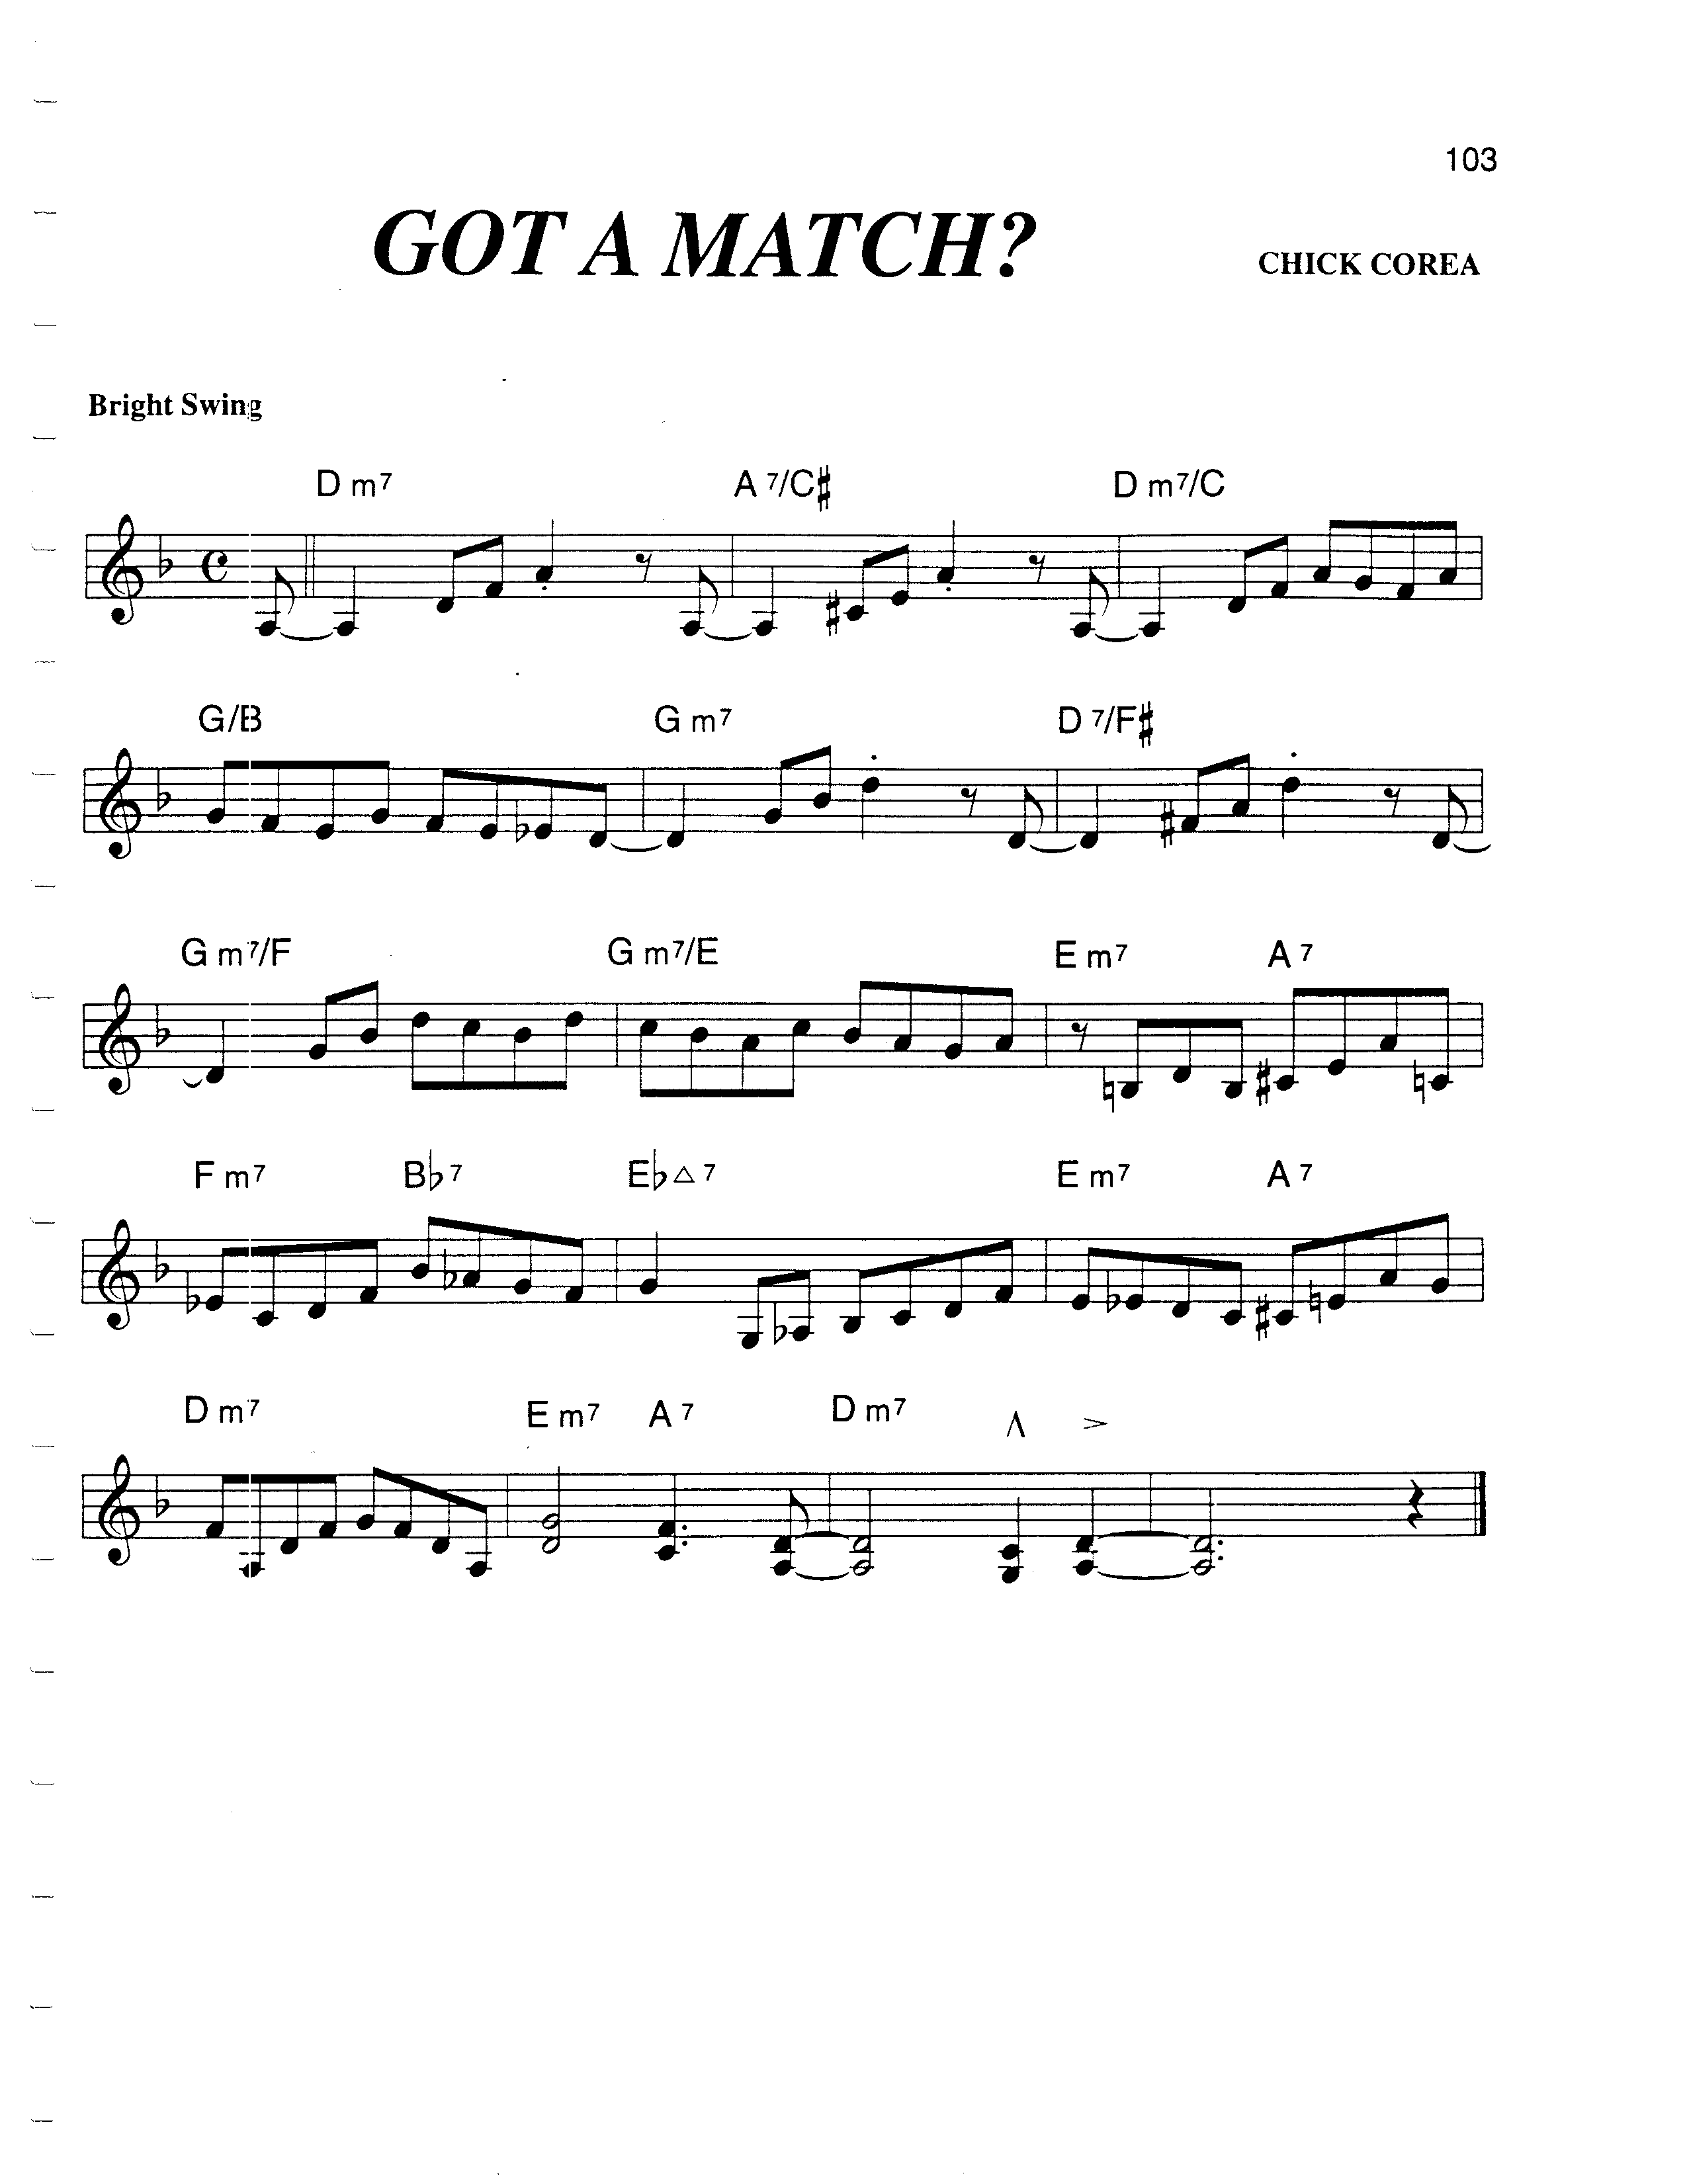 103
GOT A MATCH?
CHICK COREA
Bright Swing
D m7 A 7/C♯ D m7/C
G/B G m7 D 7/F♯
G m7/F G m7/E E m7 A 7
F m7 B♭7 E♭△7 E m7 A 7
D m7 E m7 A 7 D m7